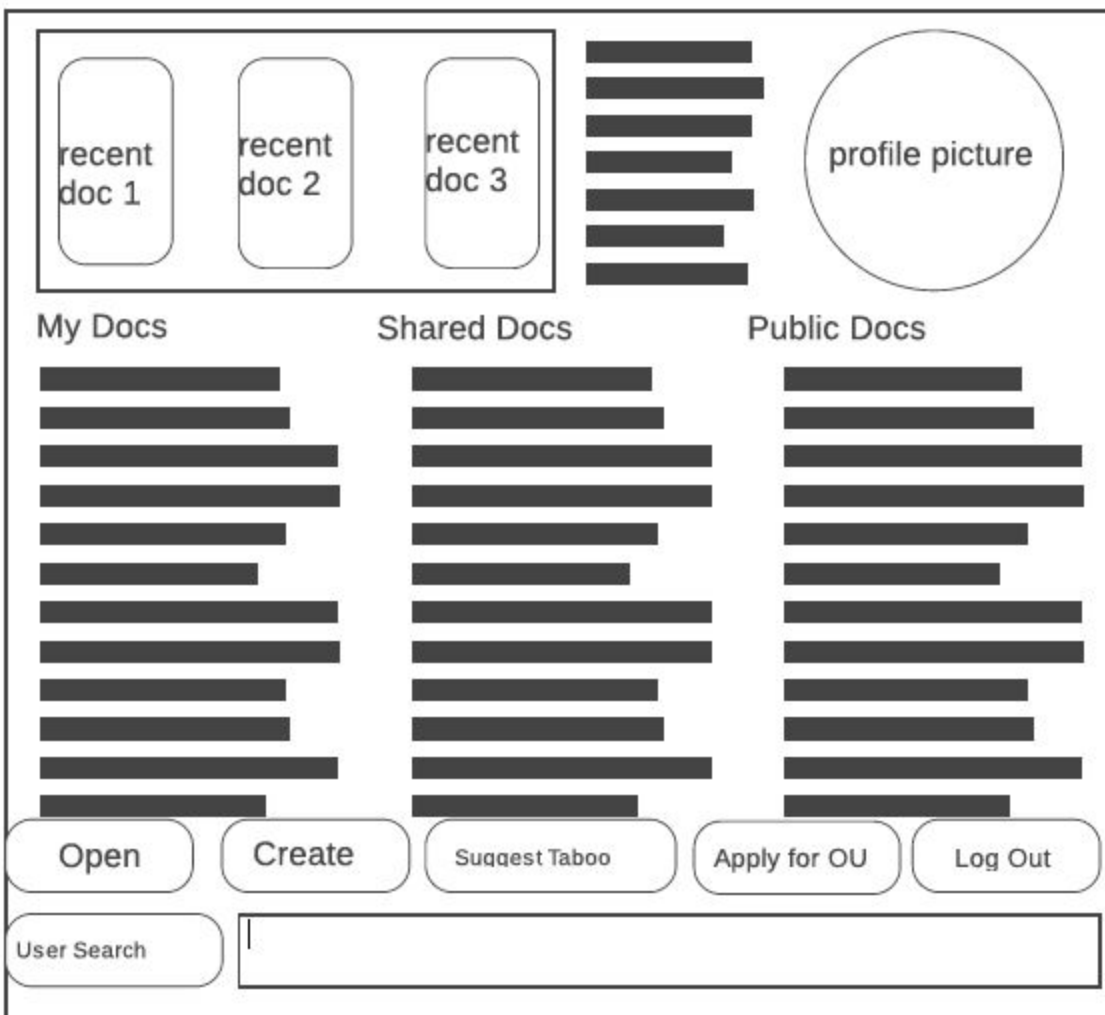 recent
doc 1
recent
doc 2
recent
doc 3
profile picture
My Docs
Shared Docs
Public Docs
Open
Create
Suggest Taboo
Apply for OU
Log Out
User Search